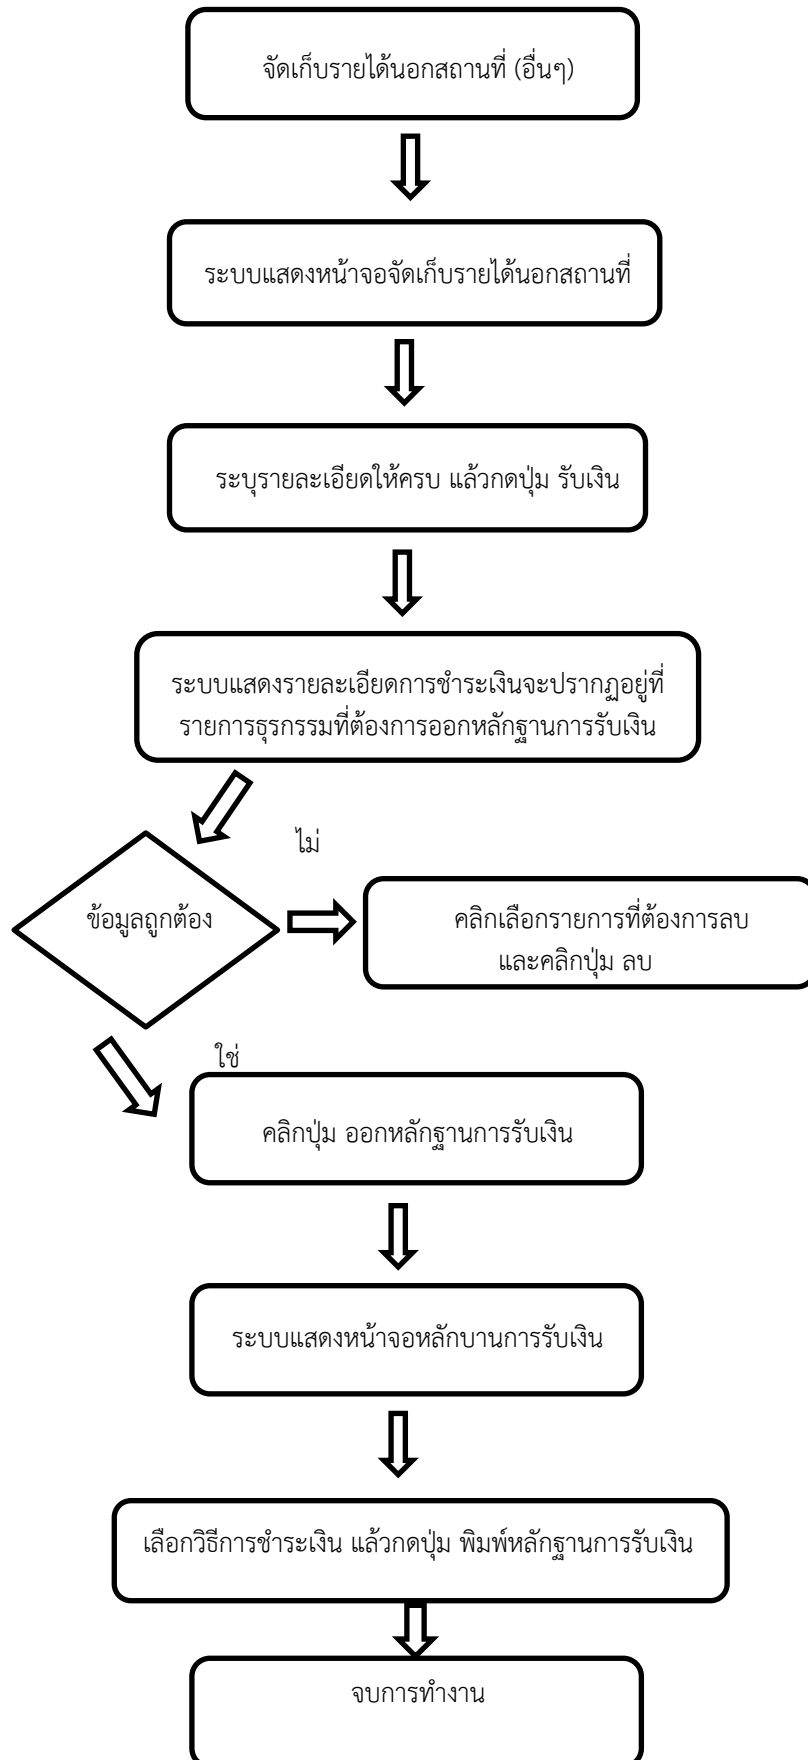 จัดเก็บรายได้นอกสถานที่ (อื่นๆ)
ระบบแสดงหน้าจอจัดเก็บรายได้นอกสถานที่
ระบุรายละเอียดให้ครบ แล้วกดปุ่ม รับเงิน
ระบบแสดงรายละเอียดการชำระเงินจะปรากฏอยู่ที่
รายการธุรกรรมที่ต้องการออกหลักฐานการรับเงิน
ไม่
ข้อมูลถูกต้อง
คลิกเลือกรายการที่ต้องการลบ
และคลิกปุ่ม ลบ
ใช่
คลิกปุ่ม ออกหลักฐานการรับเงิน
ระบบแสดงหน้าจอหลักบานการรับเงิน
เลือกวิธีการชำระเงิน แล้วกดปุ่ม พิมพ์หลักฐานการรับเงิน
จบการทำงาน